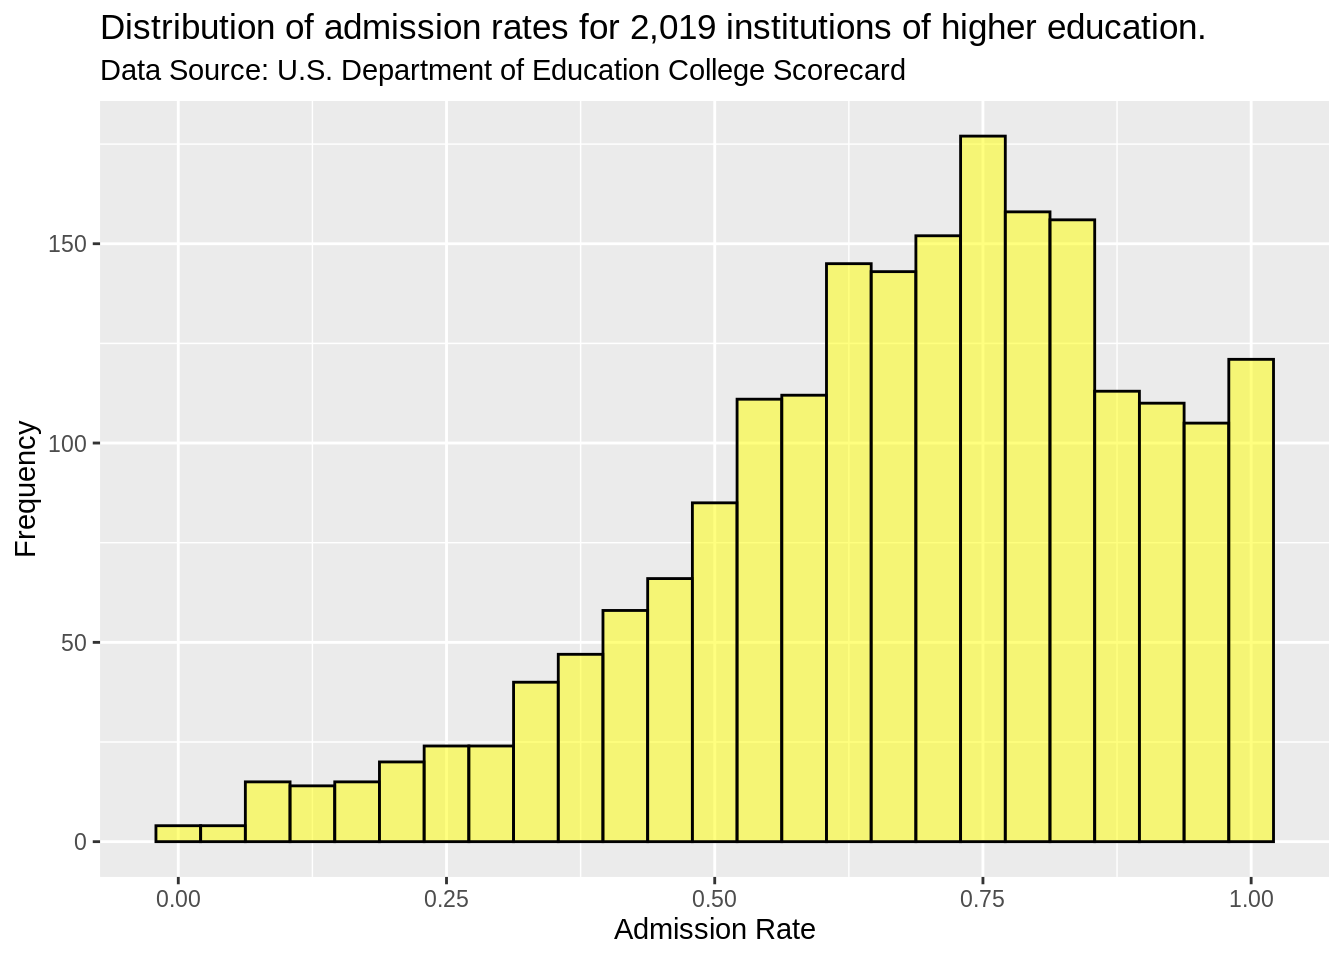 Distribution of admission rates for 2,019 institutions of higher education.
Data Source: U.S. Department of Education College Scorecard
Frequency
150
100
50
0
0.00 0.25 0.50 0.75 1.00
Admission Rate